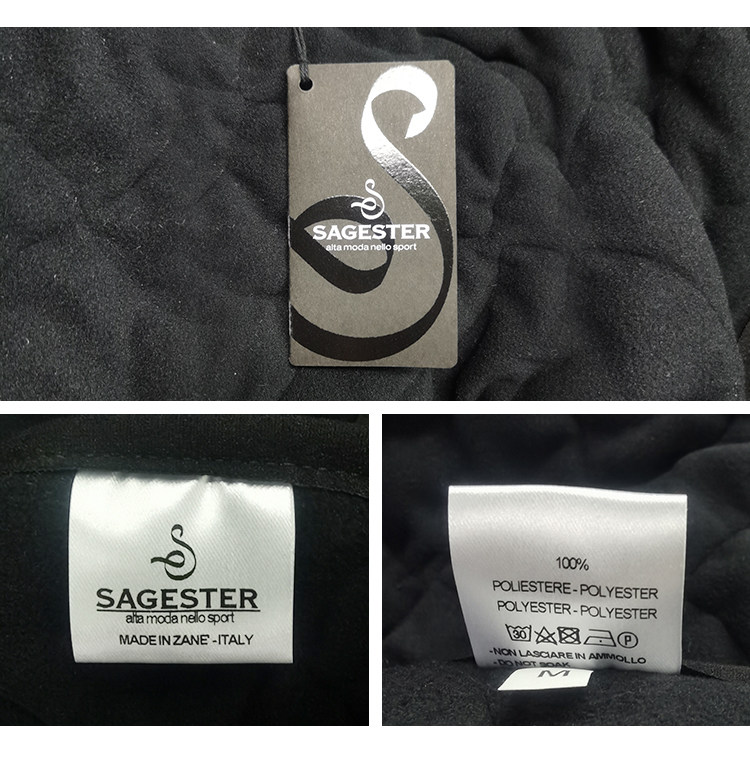 SAGESTER
alta moda nello sport
SAGESTER
alta moda nello sport
MADE IN ZANE' - ITALY
100%
POLIESTERE - POLYESTER
POLYESTER - POLYESTER
30 P
- NON LASCIARE IN AMMOLLO
- DO NOT SOAK
M